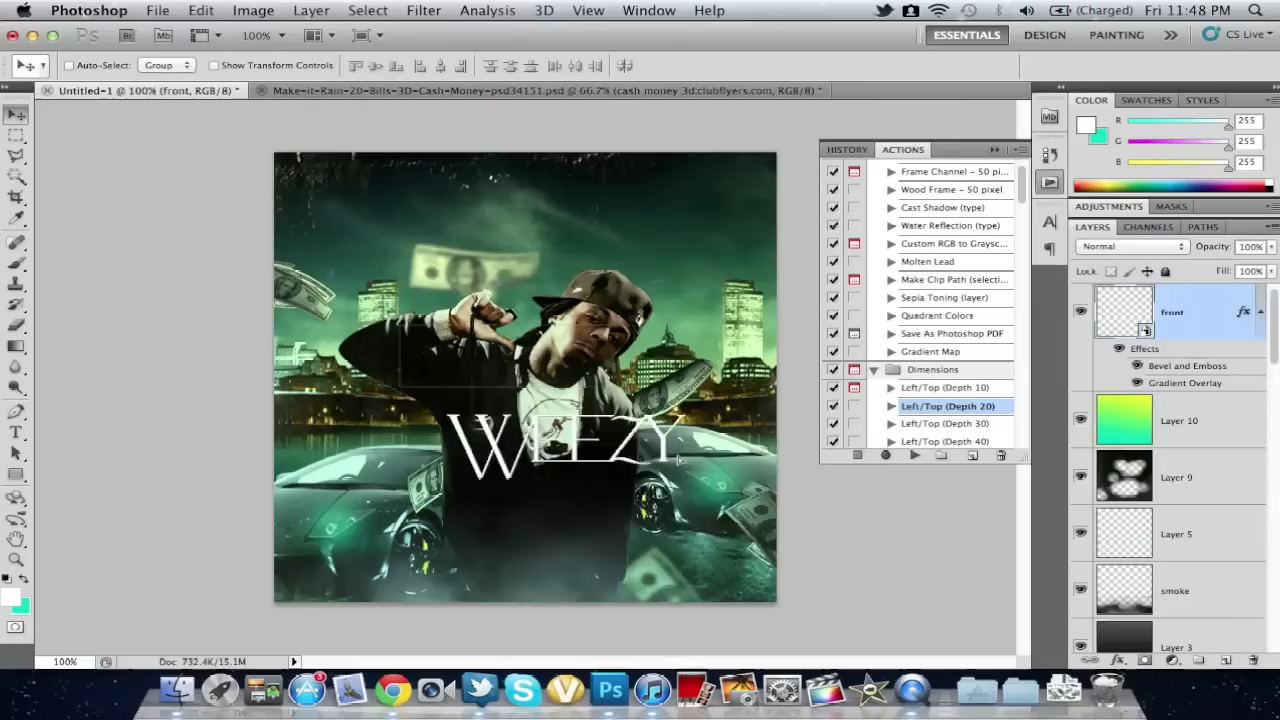 Photoshop File Edit Image Layer Select Filter Analysis 3D View Window Help (Charged) Fri 11:48 PM
Ps Br Mb 100% ESSENTIALS DESIGN PAINTING CS Live
Auto-Select: Group Show Transform Controls
Untitled-1 @ 100% (front, RGB/8) * Make-it-Rain-20-Bills-3D-Cash-Money-psd34151.psd @ 66.7% (cash money 3d:clubflyers.com, RGB/8) *
COLOR SWATCHES STYLES
R 255
G 255
B 255
HISTORY ACTIONS
Frame Channel - 50 pi...
Wood Frame - 50 pixel
Cast Shadow (type)
Water Reflection (type)
Custom RGB to Graysc...
Molten Lead
Make Clip Path (selecti...
Sepia Toning (layer)
Quadrant Colors
Save As Photoshop PDF
Gradient Map
Dimensions
Left/Top (Depth 10)
Left/Top (Depth 20)
Left/Top (Depth 30)
Left/Top (Depth 40)
Mb
ADJUSTMENTS MASKS
LAYERS CHANNELS PATHS
Normal Opacity: 100%
Lock: Fill: 100%
front fx
Effects
Bevel and Emboss
Gradient Overlay
Layer 10
Layer 9
Layer 5
smoke
Layer 3
WEEZY
100% Doc: 732.4K/15.1M
3
Ps